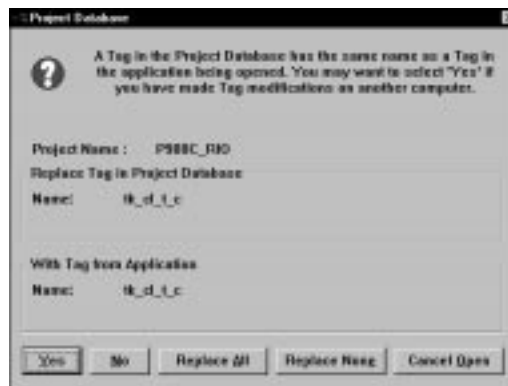 Project Database
A Tag in the Project Database has the same name as a Tag in
the application being opened. You may want to select "Yes" if
you have made Tag modifications on another computer.
Project Name :
Replace Tag in Project Database
Name: tk_cl_t_c
With Tag from Application
Name: tk_cl_t_c
Yes No Replace All Replace None Cancel Open